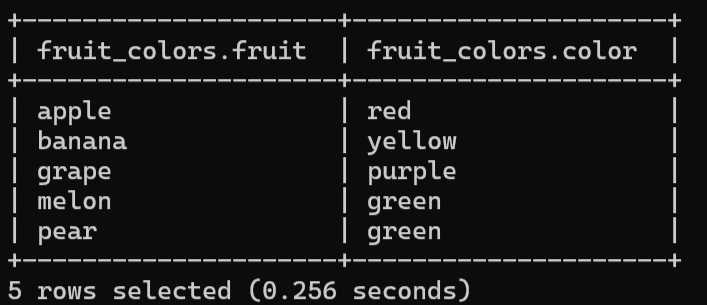 +----------------------+----------------------+
| fruit_colors.fruit  | fruit_colors.color  |
+----------------------+----------------------+
| apple               | red                 |
| banana              | yellow              |
| grape               | purple              |
| melon               | green               |
| pear                | green               |
+----------------------+----------------------+
5 rows selected (0.256 seconds)